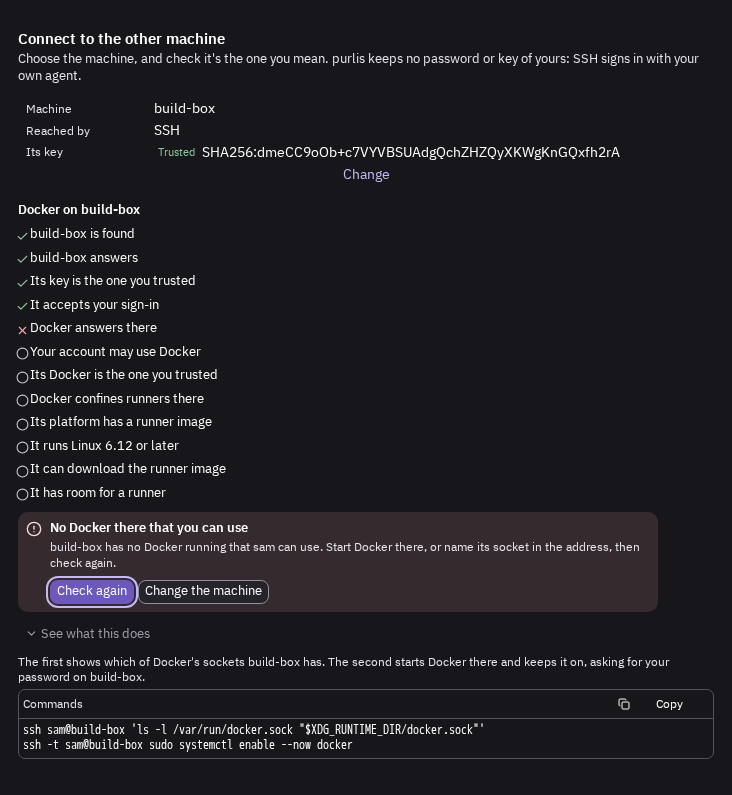 Connect to the other machine
Choose the machine, and check it's the one you mean. purlis keeps no password or key of yours: SSH signs in with your
own agent.
Machine build-box
Reached by SSH
Its key Trusted SHA256:dmeCC9oOb+c7VYVBSUAdgQchZHZQyXKWgKnGQxfh2rA
Change
Docker on build-box
build-box is found
build-box answers
Its key is the one you trusted
It accepts your sign-in
Docker answers there
Your account may use Docker
Its Docker is the one you trusted
Docker confines runners there
Its platform has a runner image
It runs Linux 6.12 or later
It can download the runner image
It has room for a runner
No Docker there that you can use
build-box has no Docker running that sam can use. Start Docker there, or name its socket in the address, then
check again.
Check again Change the machine
See what this does
The first shows which of Docker's sockets build-box has. The second starts Docker there and keeps it on, asking for your
password on build-box.
Commands Copy
ssh sam@build-box 'ls -l /var/run/docker.sock "$XDG_RUNTIME_DIR/docker.sock"'
ssh -t sam@build-box sudo systemctl enable --now docker